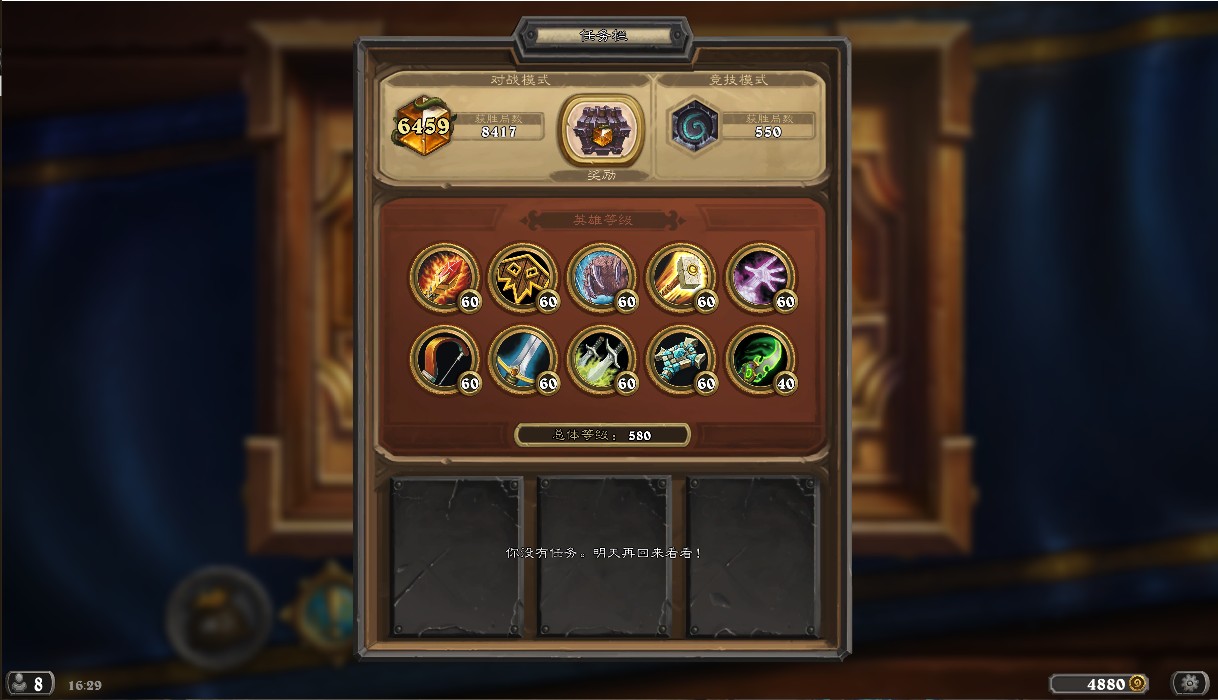 任务栏
对战模式
6459
获胜局数
8417
奖励
竞技模式
获胜局数
550
英雄等级
60 60 60 60 60
60 60 60 60 40
总体等级： 580
你没有任务。明天再回来看看！
8 16:29
4880